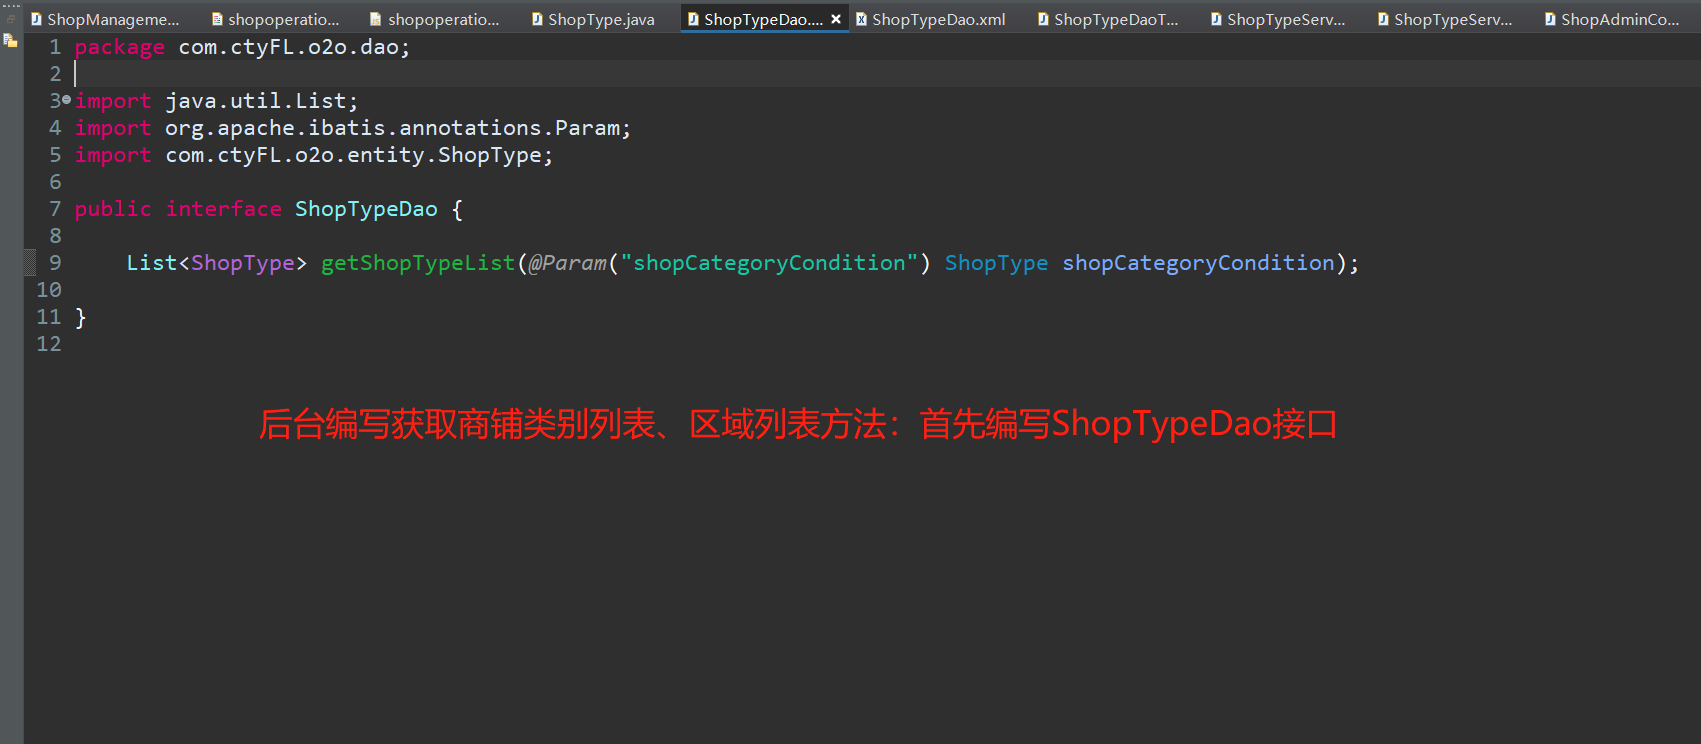 ShopManageme... shopoperatio... shopoperatio... ShopType.java ShopTypeDao.... ShopTypeDao.xml ShopTypeDaoT... ShopTypeServ... ShopTypeServ... ShopAdminCo...
1 package com.ctyFL.o2o.dao;
2
3 import java.util.List;
4 import org.apache.ibatis.annotations.Param;
5 import com.ctyFL.o2o.entity.ShopType;
6
7 public interface ShopTypeDao {
8
9 List<ShopType> getShopTypeList(@Param("shopCategoryCondition") ShopType shopCategoryCondition);
10
11 }
12
后台编写获取商铺类别列表、区域列表方法：首先编写ShopTypeDao接口